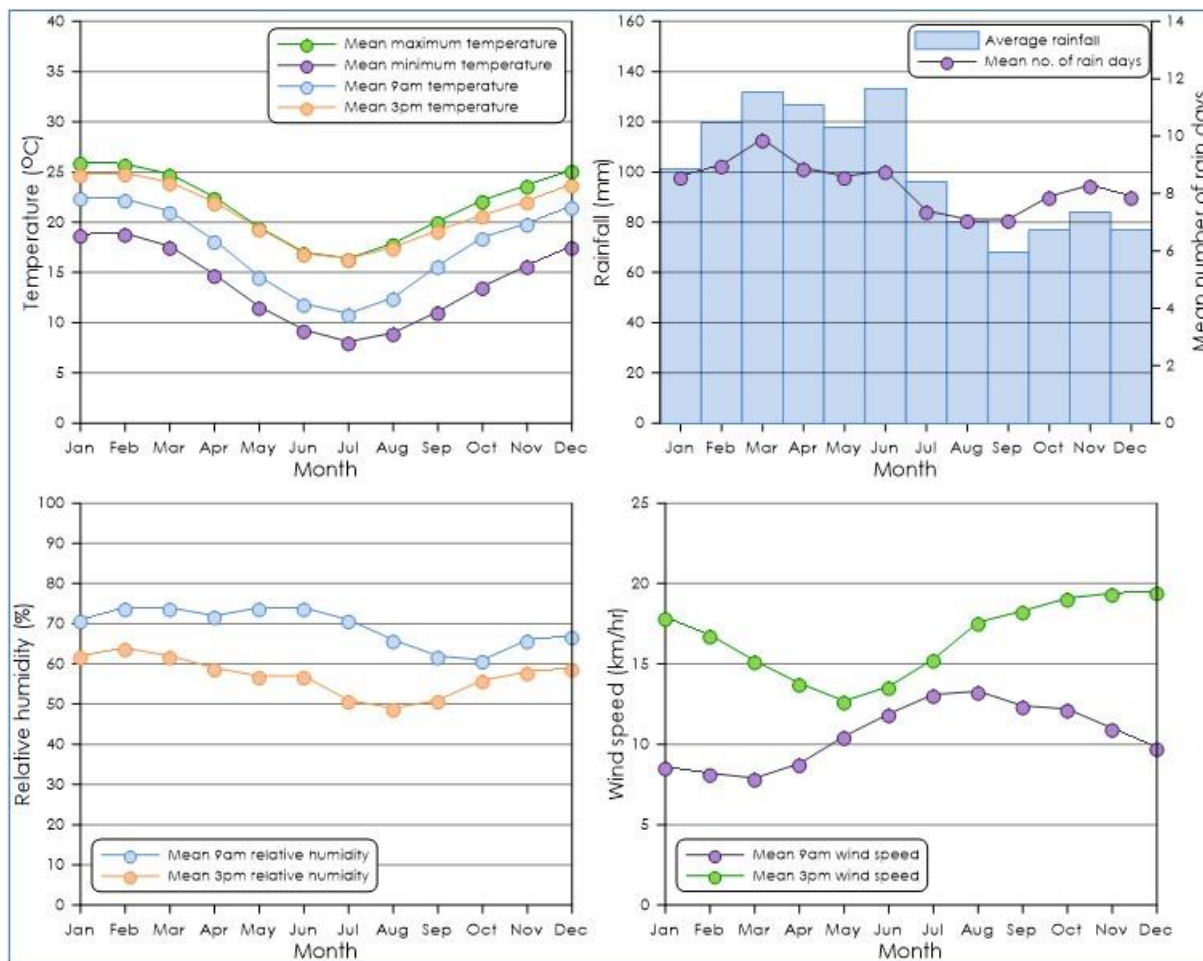 40
35
30
25
20
15
10
5
0
Temperature (ºC)
Mean maximum temperature
Mean minimum temperature
Mean 9am temperature
Mean 3pm temperature
Jan Feb Mar Apr May Jun Jul Aug Sep Oct Nov Dec
Month
160
140
120
100
80
60
40
20
0
Rainfall (mm)
Average rainfall
Mean no. of rain days
14
12
10
8
6
4
2
0
Mean number of rain days
Jan Feb Mar Apr May Jun Jul Aug Sep Oct Nov Dec
Month
100
90
80
70
60
50
40
30
20
10
0
Relative humidity (%)
Mean 9am relative humidity
Mean 3pm relative humidity
Jan Feb Mar Apr May Jun Jul Aug Sep Oct Nov Dec
Month
25
20
15
10
5
0
Wind speed (km/hr)
Mean 9am wind speed
Mean 3pm wind speed
Jan Feb Mar Apr May Jun Jul Aug Sep Oct Nov Dec
Month